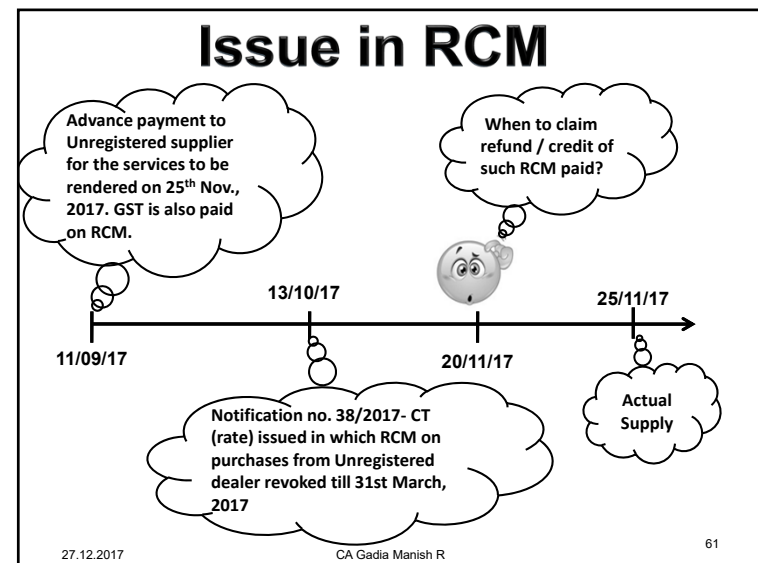 Issue in RCM
Advance payment to
Unregistered supplier
for the services to be
rendered on 25th Nov.,
2017. GST is also paid
on RCM.
When to claim
refund / credit of
such RCM paid?
13/10/17
25/11/17
11/09/17
20/11/17
Notification no. 38/2017- CT
(rate) issued in which RCM on
purchases from Unregistered
dealer revoked till 31st March,
2017
Actual
Supply
27.12.2017
CA Gadia Manish R
61